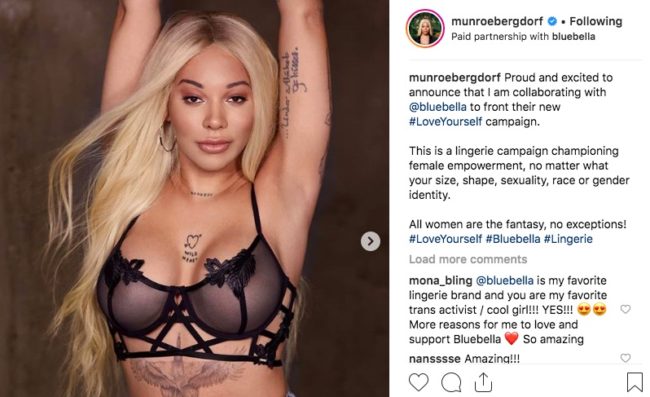 munroebergdorf • Following
Paid partnership with bluebella
munroebergdorf Proud and excited to
announce that I am collaborating with
@bluebella to front their new
#LoveYourself campaign.
This is a lingerie campaign championing
female empowerment, no matter what
your size, shape, sexuality, race or gender
identity.
All women are the fantasy, no exceptions!
#LoveYourself #Bluebella #Lingerie
Load more comments
mona_bling @bluebella is my favorite
lingerie brand and you are my favorite
trans activist / cool girl!!! YES!!! 😍😍
More reasons for me to love and
support Bluebella ❤️ So amazing
nansssse Amazing!!!
WILD